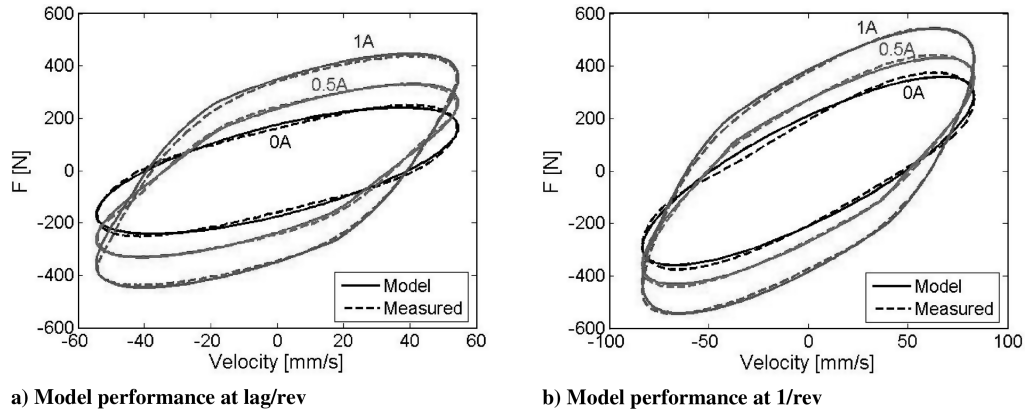 600
400
200
0
-200
-400
-600
F [N]
1A
0.5A
0A
Model
Measured
-60 -40 -20 0 20 40 60
Velocity [mm/s]
a) Model performance at lag/rev
600
400
200
0
-200
-400
-600
F [N]
1A
0.5A
0A
Model
Measured
-100 -50 0 50 100
Velocity [mm/s]
b) Model performance at 1/rev